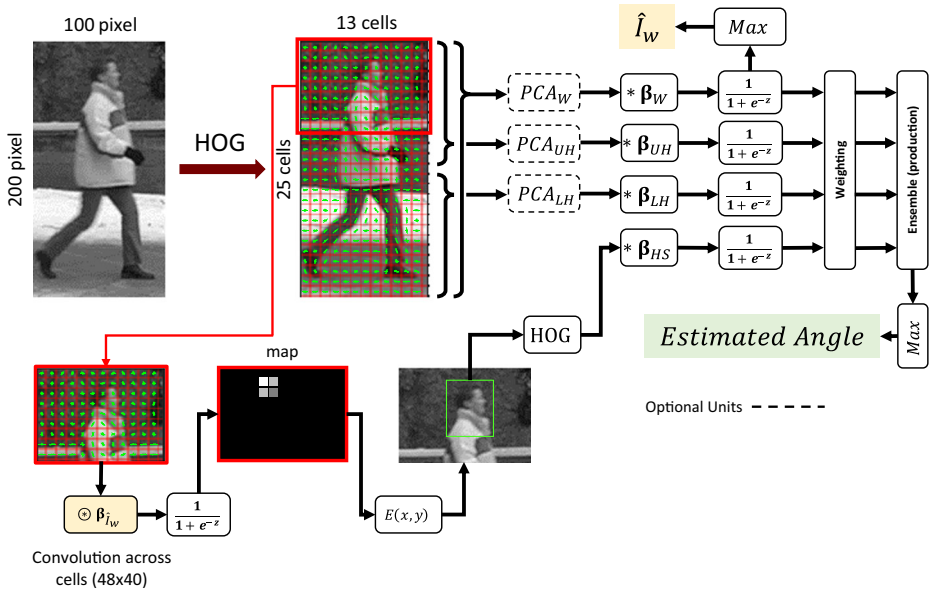 100 pixel
200 pixel
HOG
13 cells
25 cells
Î_w
Max
PCA_W
* β_W
1 / 1 + e^{-z}
PCA_UH
* β_UH
1 / 1 + e^{-z}
PCA_LH
* β_LH
1 / 1 + e^{-z}
* β_HS
1 / 1 + e^{-z}
Weighting
Ensemble (production)
Max
Estimated Angle
HOG
Optional Units
map
⊛ β_{Î_w}
1 / 1 + e^{-z}
E(x, y)
Convolution across
cells (48x40)